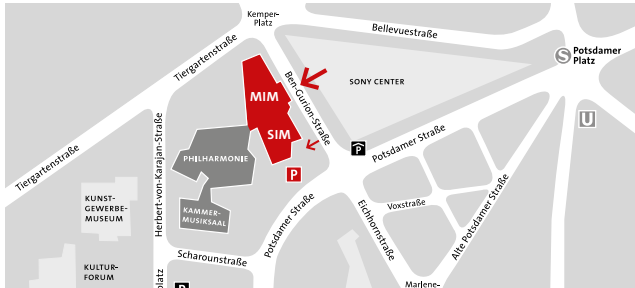 Kemper-
Platz
Bellevuestraße
Tiergartenstraße
S
Potsdamer
Platz
Ben-Gurion-Straße
SONY CENTER
MIM
SIM
U
Herbert-von-Karajan-Straße
Potsdamer Straße
P
PHILHARMONIE
Tiergartenstraße
P
KUNST-
GEWERBE-
MUSEUM
KAMMER-
MUSIKSAAL
Potsdamer Straße
Eichhornstraße
Voxstraße
Alte Potsdamer Straße
Scharounstraße
KULTUR-
FORUM
platz
P
Marlene-